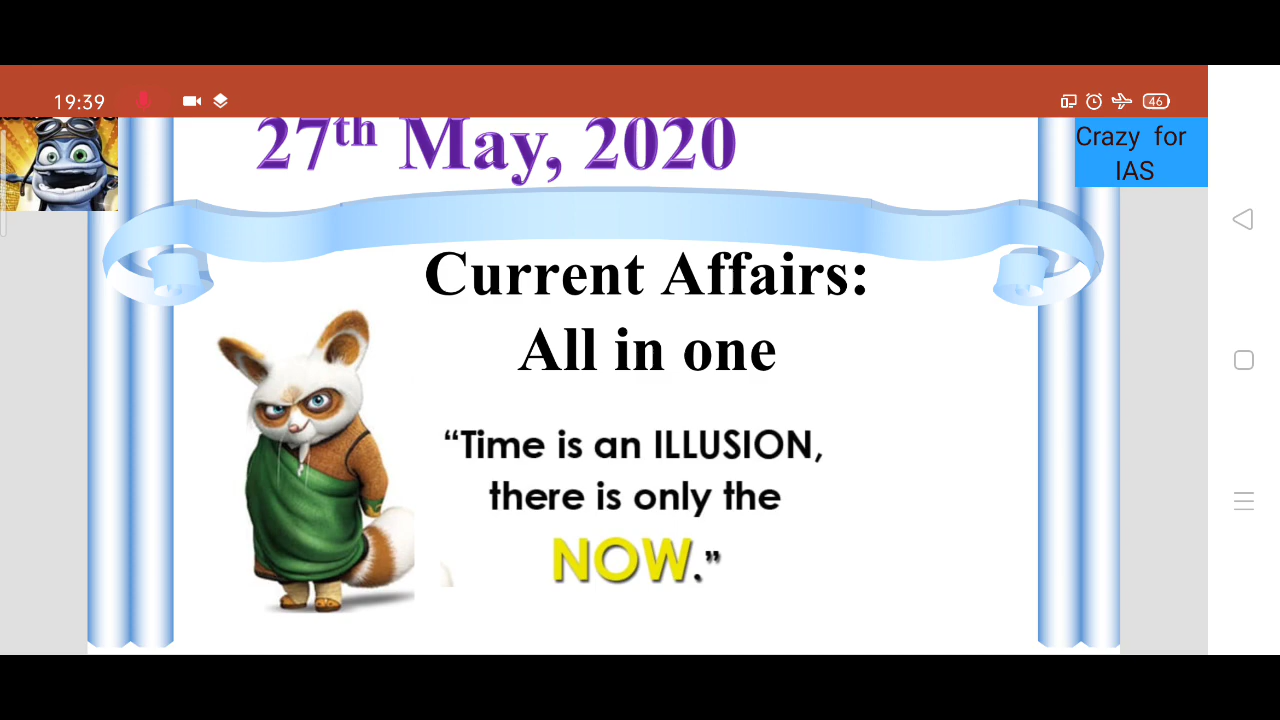 19:39
46
27th May, 2020
Crazy for
IAS
Current Affairs:
All in one
“Time is an ILLUSION,
there is only the
NOW.”